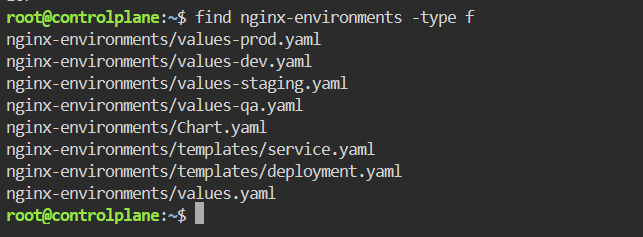 root@controlplane:~$ find nginx-environments -type f
nginx-environments/values-prod.yaml
nginx-environments/values-dev.yaml
nginx-environments/values-staging.yaml
nginx-environments/values-qa.yaml
nginx-environments/Chart.yaml
nginx-environments/templates/service.yaml
nginx-environments/templates/deployment.yaml
nginx-environments/values.yaml
root@controlplane:~$